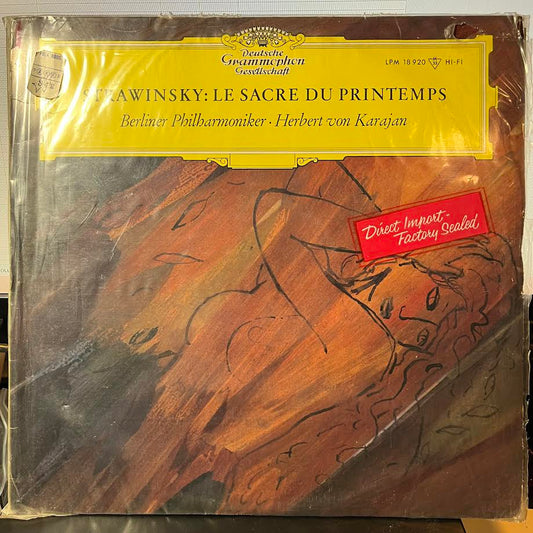 Deutsche
Grammophon
Gesellschaft
LPM 18 920 HI-FI
STRAWINSKY: LE SACRE DU PRINTEMPS
Berliner Philharmoniker · Herbert von Karajan
Direct Import-
Factory Sealed